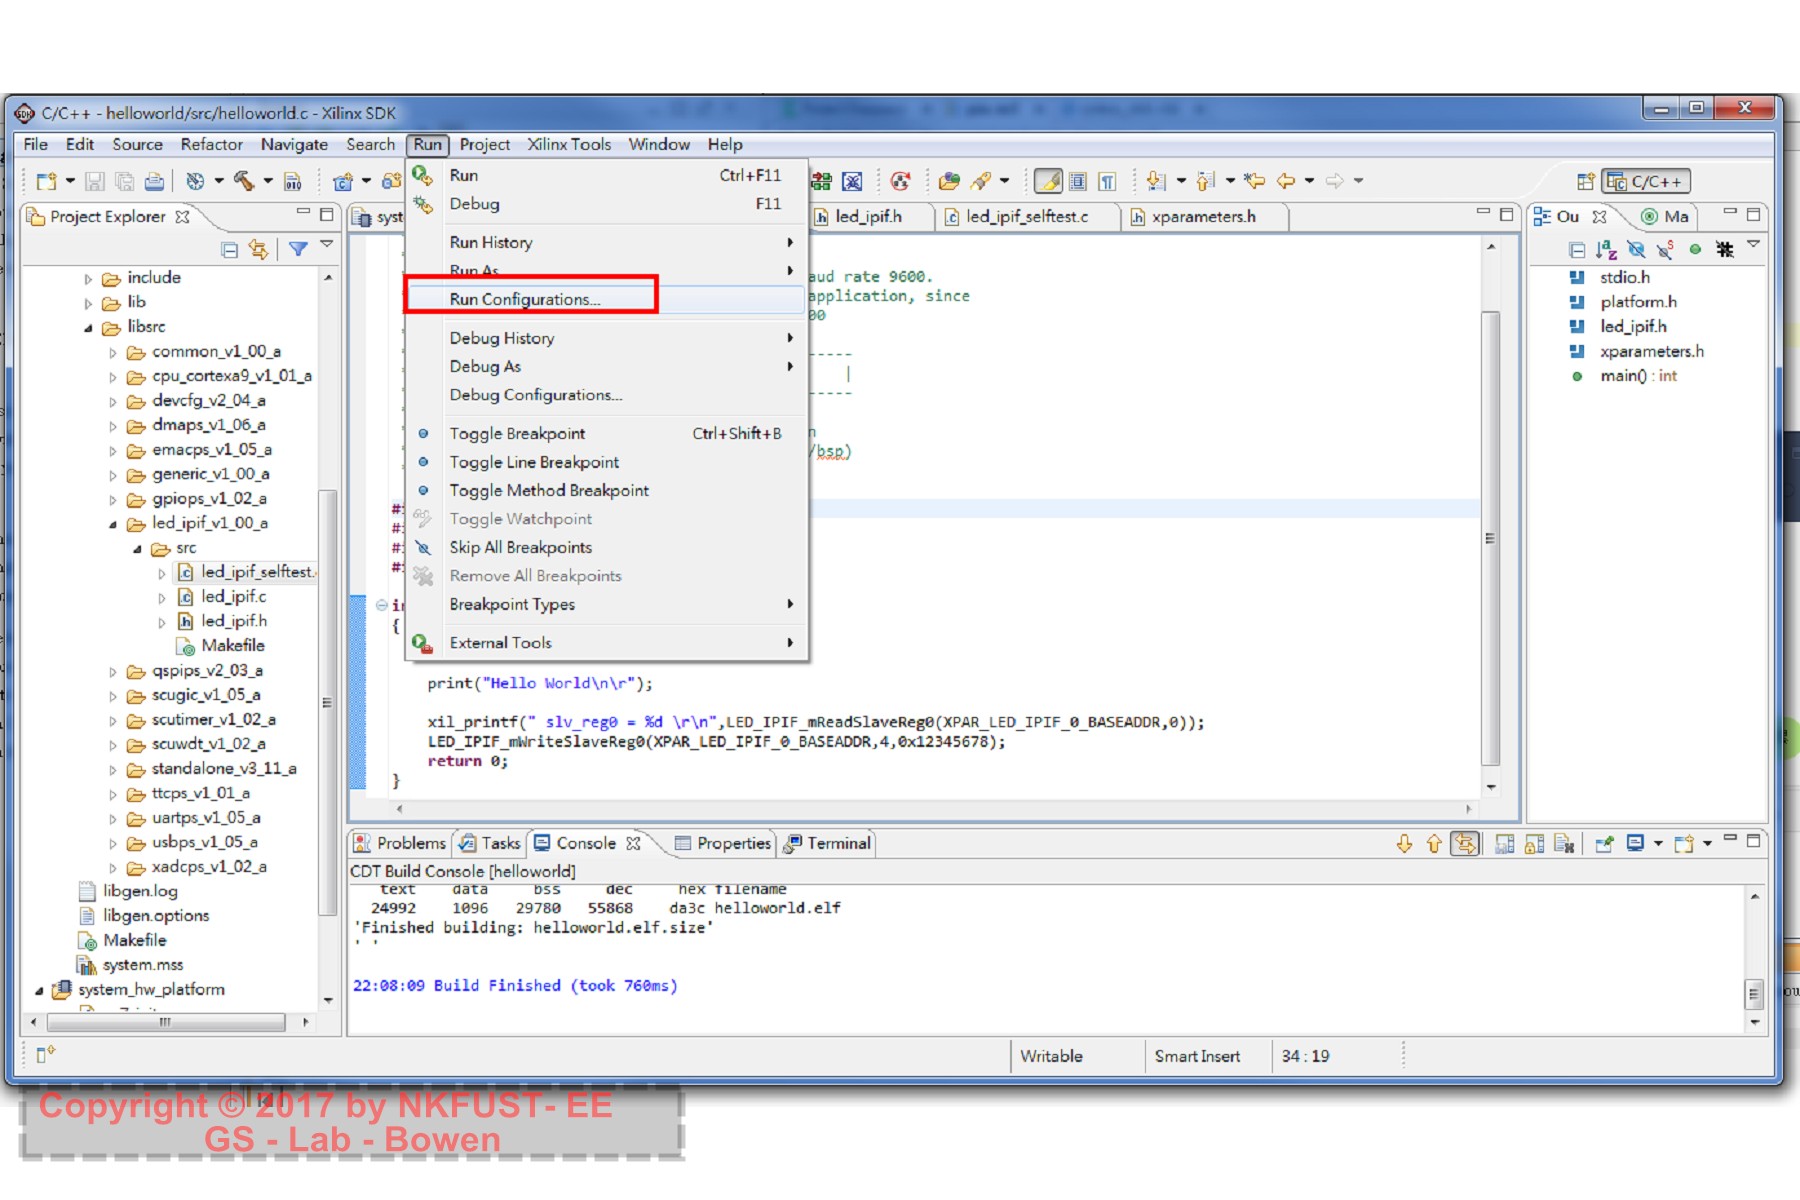 C/C++ - helloworld/src/helloworld.c - Xilinx SDK
File Edit Source Refactor Navigate Search Run Project Xilinx Tools Window Help
C/C++
Project Explorer
include
lib
libsrc
common_v1_00_a
cpu_cortexa9_v1_01_a
devcfg_v2_04_a
dmaps_v1_06_a
emacps_v1_05_a
generic_v1_00_a
gpiops_v1_02_a
led_ipif_v1_00_a
src
led_ipif_selftest.
led_ipif.c
led_ipif.h
Makefile
qspips_v2_03_a
scugic_v1_05_a
scutimer_v1_02_a
scuwdt_v1_02_a
standalone_v3_11_a
ttcps_v1_01_a
uartps_v1_05_a
usbps_v1_05_a
xadcps_v1_02_a
libgen.log
libgen.options
Makefile
system.mss
system_hw_platform
Run Ctrl+F11
Debug F11
Run History
Run As
Run Configurations...
Debug History
Debug As
Debug Configurations...
Toggle Breakpoint Ctrl+Shift+B
Toggle Line Breakpoint
Toggle Method Breakpoint
Toggle Watchpoint
Skip All Breakpoints
Remove All Breakpoints
Breakpoint Types
External Tools
syst led_ipif.h led_ipif_selftest.c xparameters.h
aud rate 9600.
application, since
00
-----
|
-----
n
/bsp)
#i
#i
#i
#i
in
{
print("Hello World\n\r");
xil_printf(" slv_reg0 = %d \r\n",LED_IPIF_mReadSlaveReg0(XPAR_LED_IPIF_0_BASEADDR,0));
LED_IPIF_mWriteSlaveReg0(XPAR_LED_IPIF_0_BASEADDR,4,0x12345678);
return 0;
}
Ou Ma
stdio.h
platform.h
led_ipif.h
xparameters.h
main() : int
Problems Tasks Console Properties Terminal
CDT Build Console [helloworld]
text data bss dec hex filename
24992 1096 29780 55868 da3c helloworld.elf
'Finished building: helloworld.elf.size'
' '
22:08:09 Build Finished (took 760ms)
Writable Smart Insert 34 : 19
Copyright © 2017 by NKFUST- EE
GS - Lab - Bowen